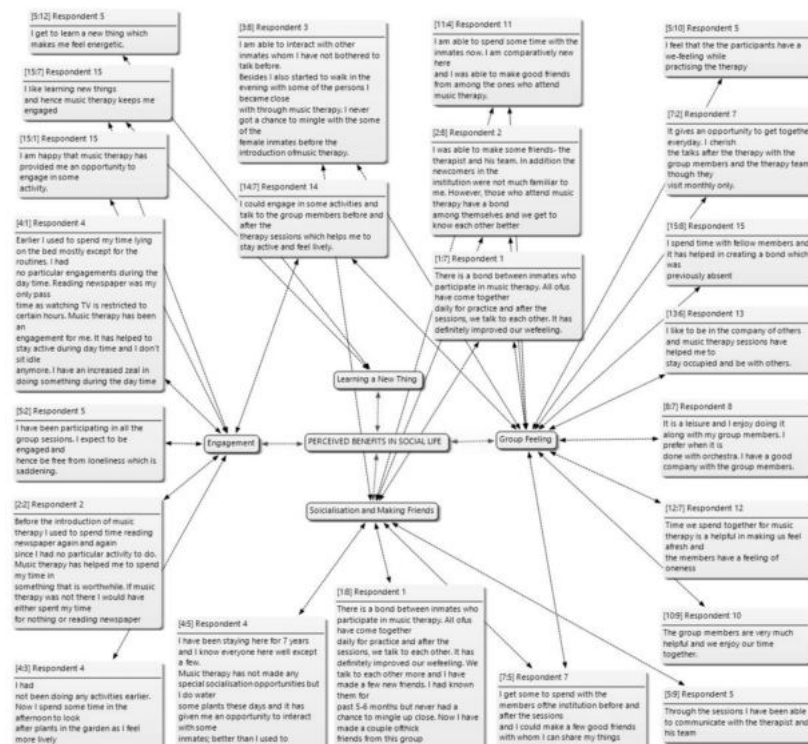 [5:12] Respondent 5
I get to learn a new thing which
makes me feel energetic.
[15:7] Respondent 15
I like learning new things
and hence music therapy keeps me
engaged
[15:1] Respondent 15
I am happy that music therapy has
provided me an opportunity to
engage in some
activity.
[4:1] Respondent 4
Earlier I used to spend my time lying
on the bed mostly except for the
routines. I had
no particular engagements during the
day time. Reading newspaper was my
only pass
time as watching TV is restricted to
certain hours. Music therapy has been
an
engagement for me. It has helped to
stay active during day time and I don't
sit idle
anymore. I have an increased zeal in
doing something during the day time
[5:2] Respondent 5
I have been participating in all the
group sessions. I expect to be
engaged and
hence be free from loneliness which is
saddening.
[2:2] Respondent 2
Before the introduction of music
therapy I used to spend time reading
newspaper again and again
since I had no particular activity to do.
Music therapy has helped me to spend
my time in
something that is worthwhile. If music
therapy was not there I would have
either spent my time
for nothing or reading newspaper
[4:3] Respondent 4
I had
not been doing any activities earlier.
Now I spend some time in the
afternoon to look
after plants in the garden as I feel
more lively
[3:8] Respondent 3
I am able to interact with other
inmates whom I have not bothered to
talk before.
Besides I also started to walk in the
evening with some of the persons I
became close
with through music therapy. I never
got a chance to mingle with the some
of the
female inmates before the
introduction ofmusic therapy.
[14:7] Respondent 14
I could engage in some activities and
talk to the group members before and
after the
therapy sessions which helps me to
stay active and feel lively.
[11:4] Respondent 11
I am able to spend some time with the
inmates now. I am comparatively new
here
and I was able to make good friends
from among the ones who attend
music therapy.
[2:8] Respondent 2
I was able to make some friends- the
therapist and his team. In addition the
newcomers in the
institution were not much familiar to
me. However, those who attend music
therapy have a bond
among themselves and we get to
know each other better
[1:7] Respondent 1
There is a bond between inmates who
participate in music therapy. All ofus
have come together
daily for practice and after the
sessions, we talk to each other. It has
definitely improved our wefeeling.
[5:10] Respondent 5
I feel that the the participants have a
we-feeling while
practising the therapy
[7:2] Respondent 7
It gives an opportunity to get together
everyday. I cherish
the talks after the therapy with the
group members and the therapy team
though they
visit monthly only.
[15:8] Respondent 15
I spend time with fellow members and
it has helped in creating a bond which
was
previously absent
[13:6] Respondent 13
I like to be in the company of others
and music therapy sessions have
helped me to
stay occupied and be with others.
[8:7] Respondent 8
It is a leisure and I enjoy doing it
along with my group members. I
prefer when it is
done with orchestra. I have a good
company with the group members.
[12:7] Respondent 12
Time we spend together for music
therapy is a helpful in making us feel
afresh and
the members have a feeling of
oneness
[10:9] Respondent 10
The group members are very much
helpful and we enjoy our time
together.
[5:9] Respondent 5
Through the sessions I have been able
to communicate with the therapist and
his team
Learning a New Thing
Engagement
PERCEIVED BENEFITS IN SOCIAL LIFE
Group Feeling
Soicialisation and Making Friends
[4:5] Respondent 4
I have been staying here for 7 years
and I know everyone here well except
a few.
Music therapy has not made any
special socialisation opportunities but
I do water
some plants these days and it has
given me an opportunity to interact
with some
inmates; better than I used to
[1:8] Respondent 1
There is a bond between inmates who
participate in music therapy. All ofus
have come together
daily for practice and after the
sessions, we talk to each other. It has
definitely improved our wefeeling. We
talk to each other more and I have
made a few new friends. I had known
them for
past 5-6 months but never had a
chance to mingle up close. Now I have
made a couple ofthick
friends from this group
[7:5] Respondent 7
I get some to spend with the
members ofthe institution before and
after the sessions
and I could make a few good friends
with whom I can share my things